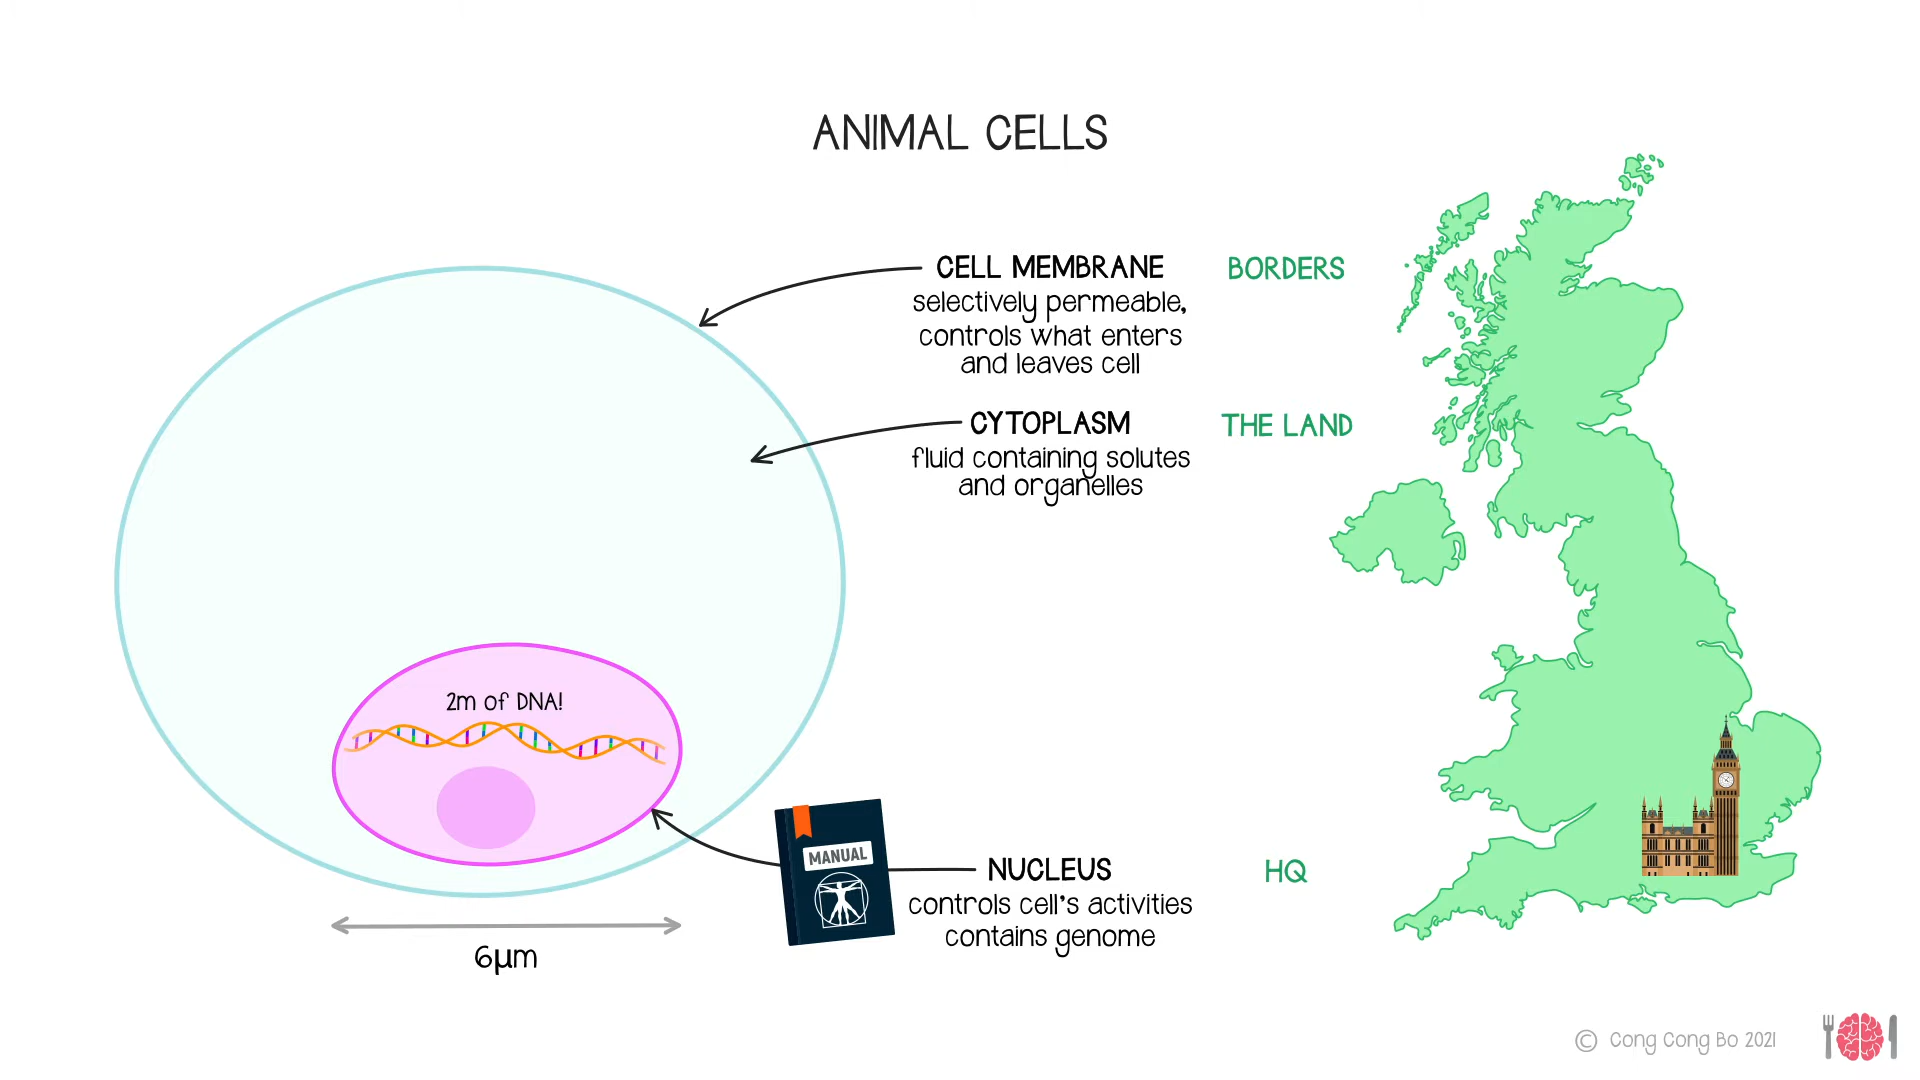 ANIMAL CELLS
CELL MEMBRANE
selectively permeable,
controls what enters
and leaves cell
BORDERS
CYTOPLASM
fluid containing solutes
and organelles
THE LAND
2m of DNA!
MANUAL
NUCLEUS
controls cell's activities
contains genome
HQ
6μm
© Cong Cong Bo 2021